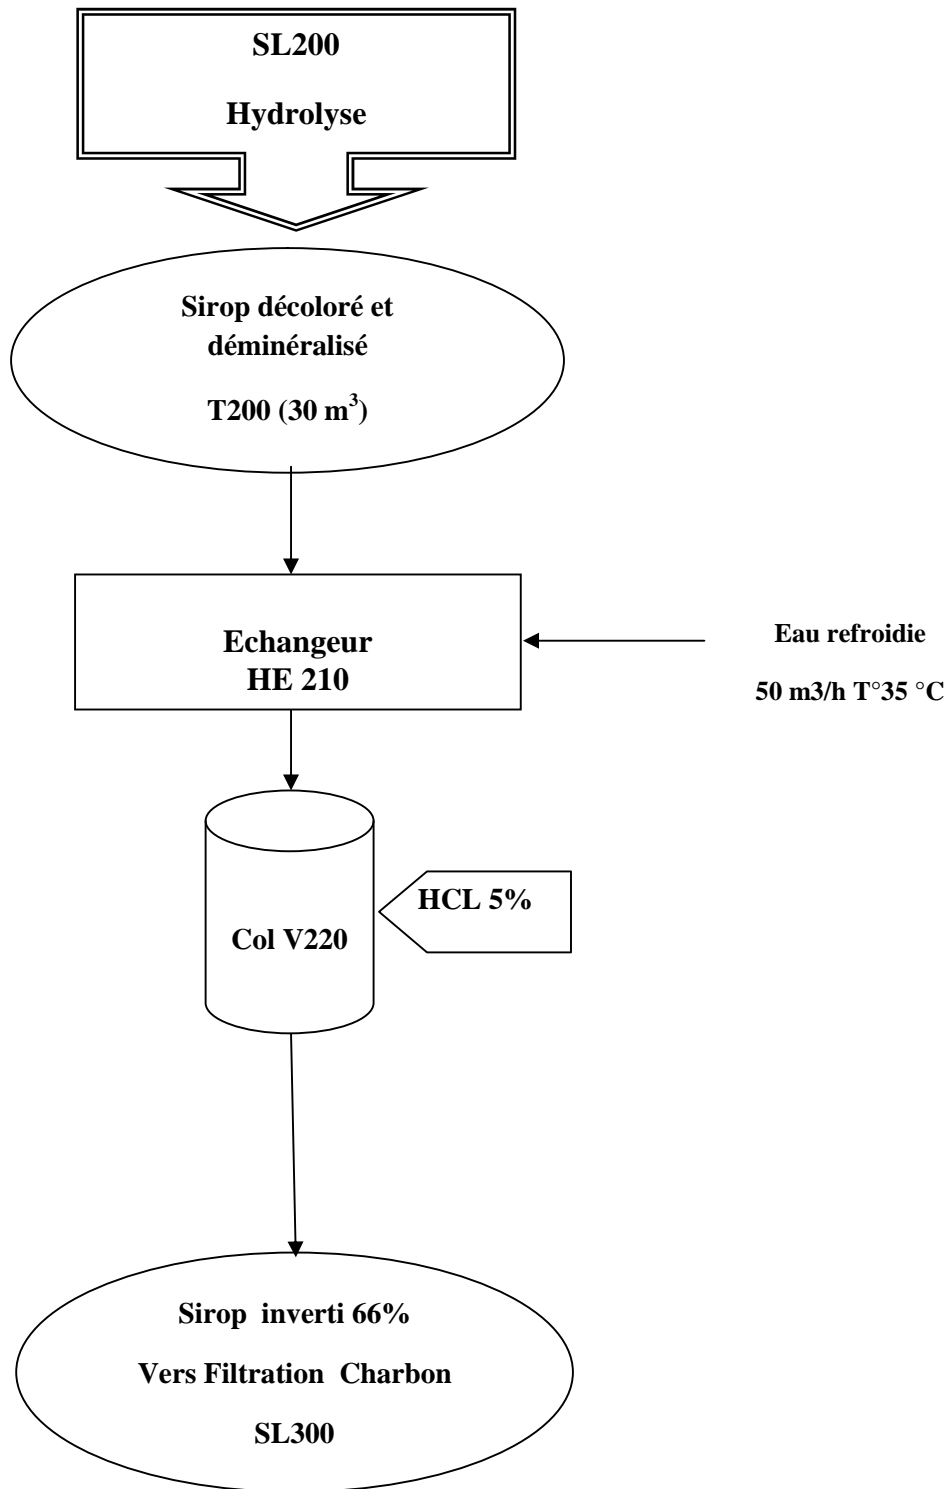 SL200
Hydrolyse
Sirop décoloré et
déminéralisé
T200 (30 m³)
Echangeur
HE 210
Eau refroidie
50 m3/h T°35 °C
HCL 5%
Col V220
Sirop inverti 66%
Vers Filtration Charbon
SL300